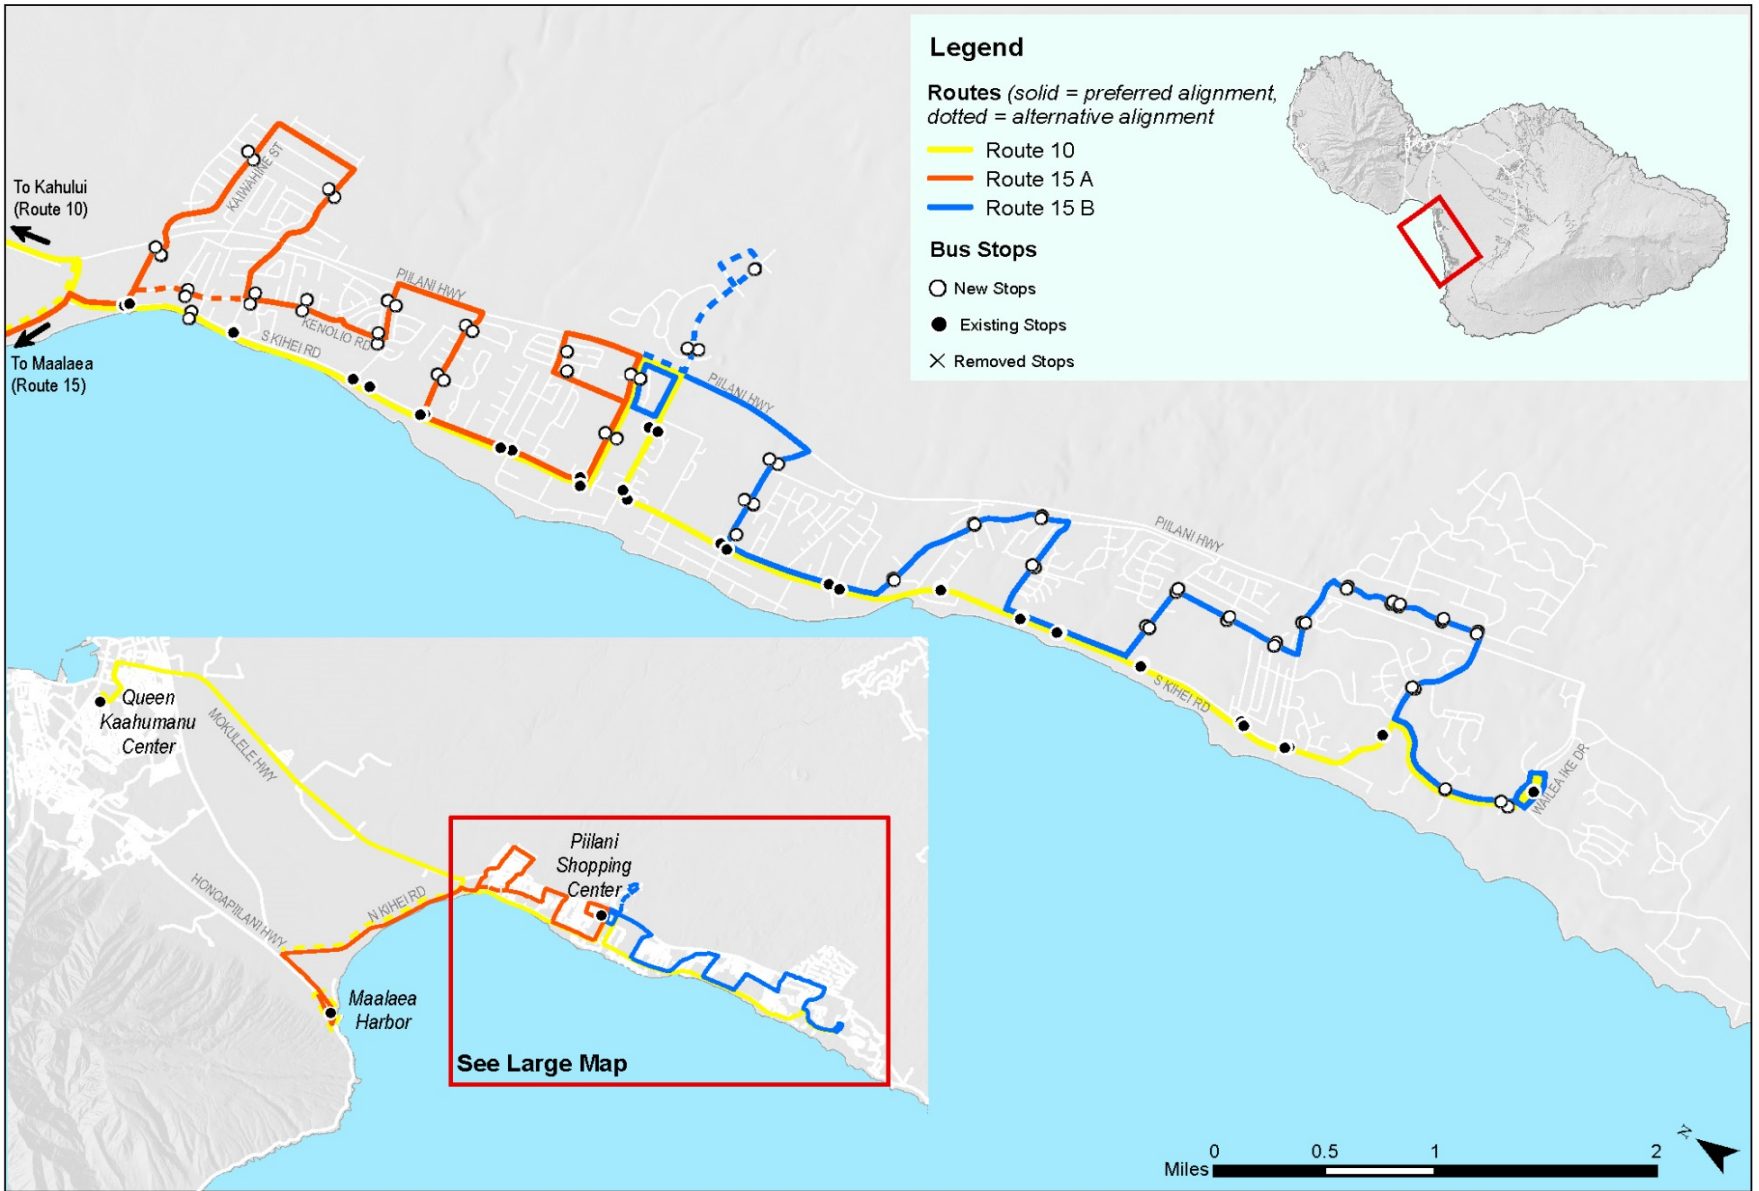 Legend
Routes (solid = preferred alignment,
dotted = alternative alignment
Route 10
Route 15 A
Route 15 B
Bus Stops
New Stops
Existing Stops
Removed Stops
To Kahului
(Route 10)
To Maalaea
(Route 15)
KAIWAHINE ST
PIILANI HWY
KENOLIO RD
S KIHEI RD
PIILANI HWY
PIILANI HWY
S KIHEI RD
WAILEA IKE DR
Queen
Kaahumanu
Center
MOKULELE HWY
HONOAPIILANI HWY
N KIHEI RD
Piilani
Shopping
Center
Maalaea
Harbor
See Large Map
N
0 0.5 1 2
Miles